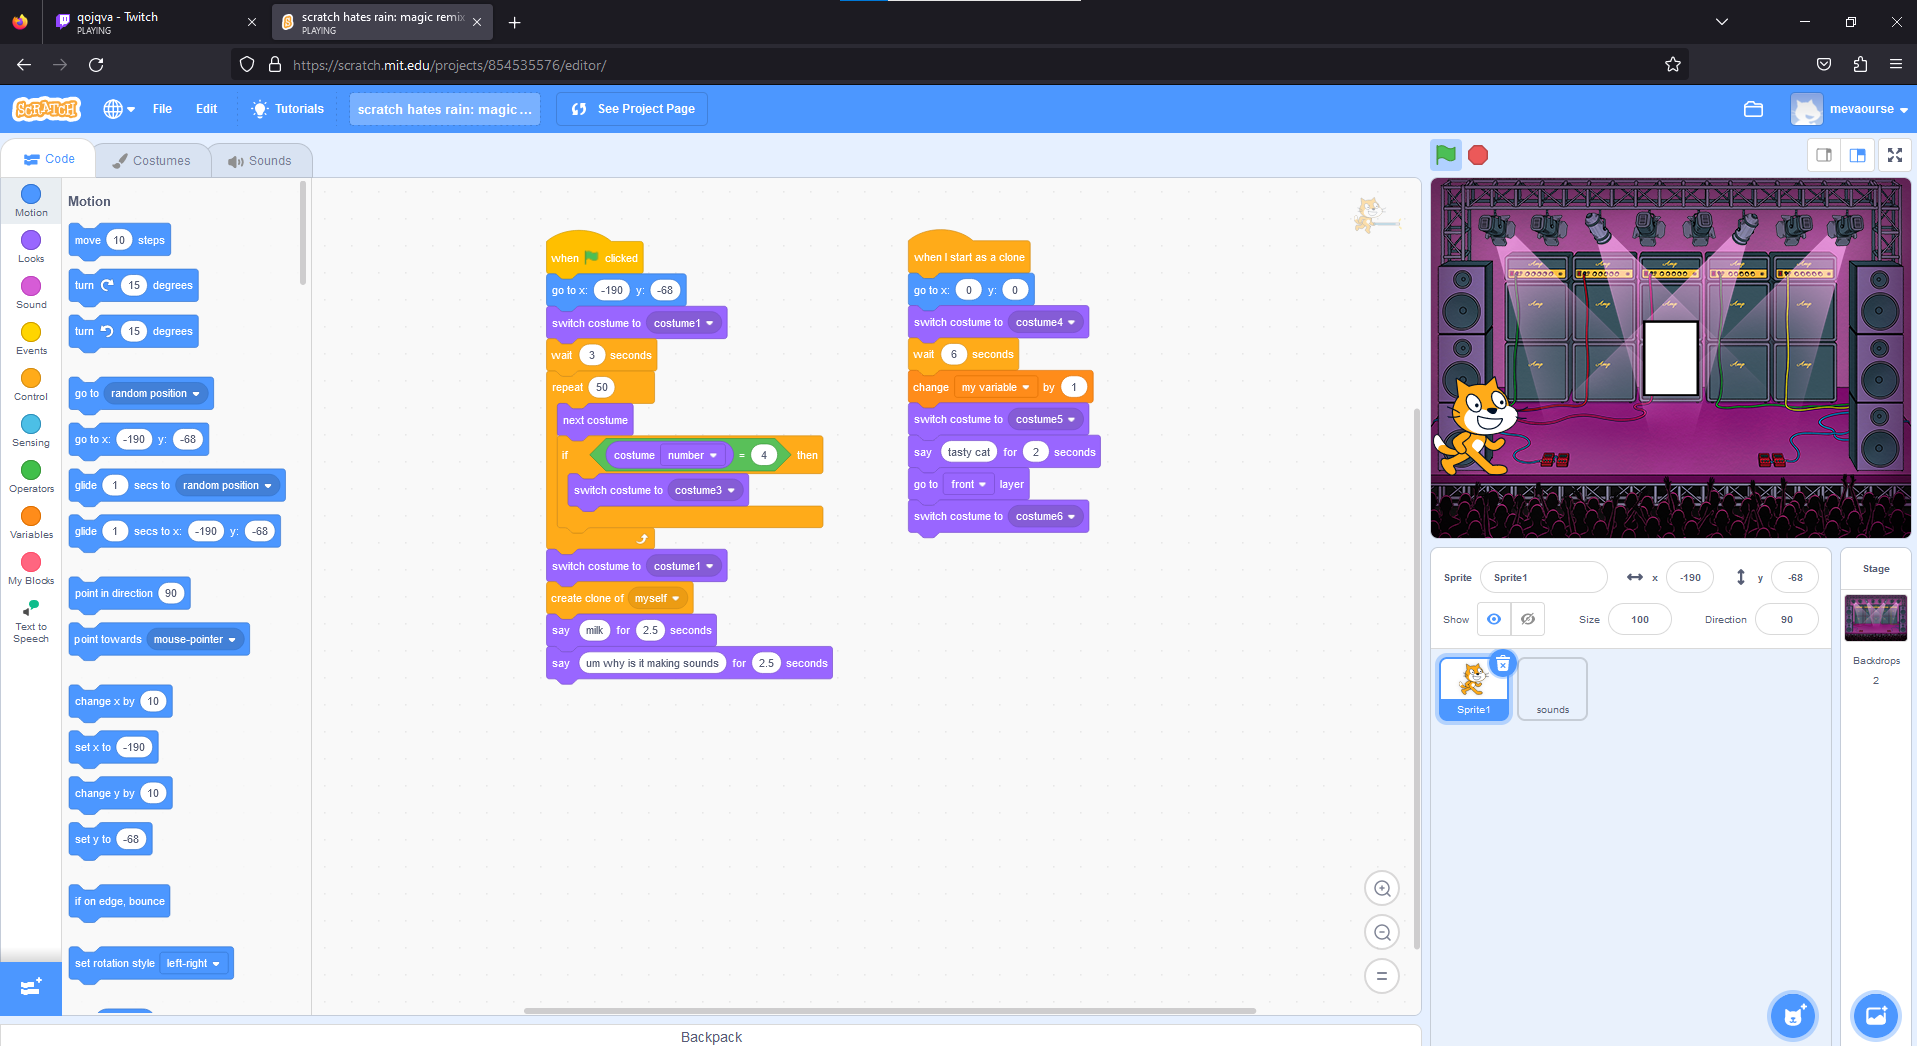 qojqva - Twitch
PLAYING
scratch hates rain: magic remix
PLAYING
https://scratch.mit.edu/projects/854535576/editor/
SCRATCH
File
Edit
Tutorials
scratch hates rain: magic ...
See Project Page
mevaourse
Code
Costumes
Sounds
Motion
Looks
Sound
Events
Control
Sensing
Operators
Variables
My Blocks
Text to
Speech
Motion
move 10 steps
turn 15 degrees
turn 15 degrees
go to random position
go to x: -190 y: -68
glide 1 secs to random position
glide 1 secs to x: -190 y: -68
point in direction 90
point towards mouse-pointer
change x by 10
set x to -190
change y by 10
set y to -68
if on edge, bounce
set rotation style left-right
when clicked
go to x: -190 y: -68
switch costume to costume1
wait 3 seconds
repeat 50
next costume
if costume number = 4 then
switch costume to costume3
switch costume to costume1
create clone of myself
say milk for 2.5 seconds
say um why is it making sounds for 2.5 seconds
when I start as a clone
go to x: 0 y: 0
switch costume to costume4
wait 6 seconds
change my variable by 1
switch costume to costume5
say tasty cat for 2 seconds
go to front layer
switch costume to costume6
Backpack
Amp Amp Amp Amp Amp
Sprite Sprite1 x -190 y -68
Show Size 100 Direction 90
Sprite1
sounds
Stage
Backdrops
2